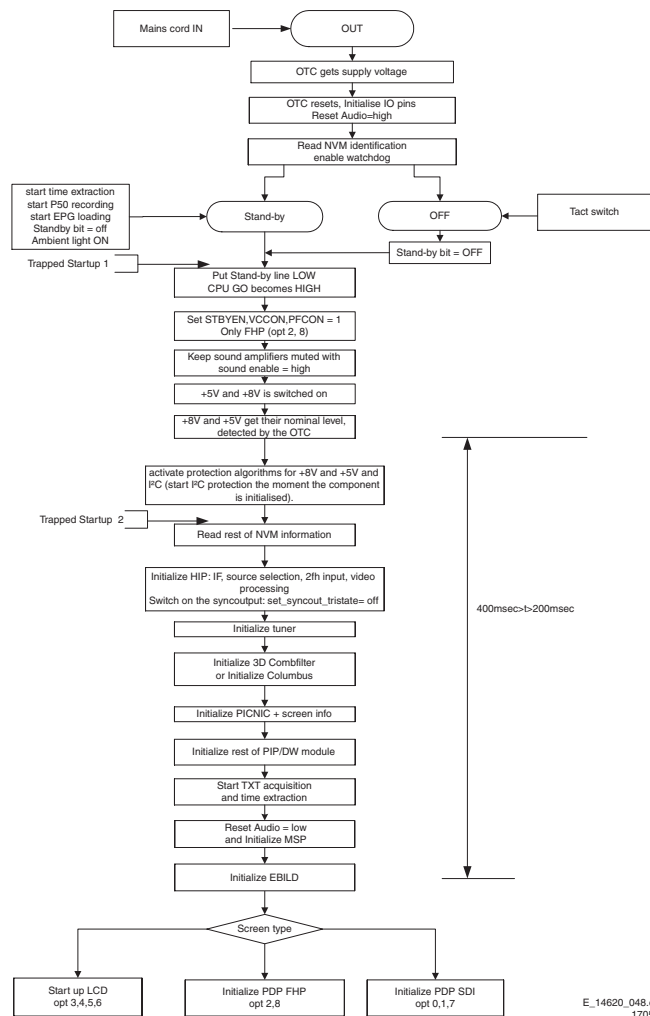 Mains cord IN
OUT
OTC gets supply voltage
OTC resets, Initialise IO pins
Reset Audio=high
Read NVM identification
enable watchdog
start time extraction
start P50 recording
start EPG loading
Standby bit = off
Ambient light ON
Stand-by
OFF
Tact switch
Stand-by bit = OFF
Trapped Startup 1
Put Stand-by line LOW
CPU GO becomes HIGH
Set STBYEN,VCCON,PFCON = 1
Only FHP (opt 2, 8)
Keep sound amplifiers muted with
sound enable = high
+5V and +8V is switched on
+8V and +5V get their nominal level,
detected by the OTC
activate protection algorithms for +8V and +5V and
I²C (start I²C protection the moment the component
is initialised).
Trapped Startup 2
Read rest of NVM information
Initialize HIP: IF, source selection, 2fh input, video
processing
Switch on the syncoutput: set_syncout_tristate= off
400msec>t>200msec
Initialize tuner
Initialize 3D Combfilter
or Initialize Columbus
Initialize PICNIC + screen info
Initialize rest of PIP/DW module
Start TXT acquisition
and time extraction
Reset Audio = low
and Initialize MSP
Initialize EBILD
Screen type
Start up LCD
opt 3,4,5,6
Initialize PDP FHP
opt 2,8
Initialize PDP SDI
opt 0,1,7
E_14620_048.
1705